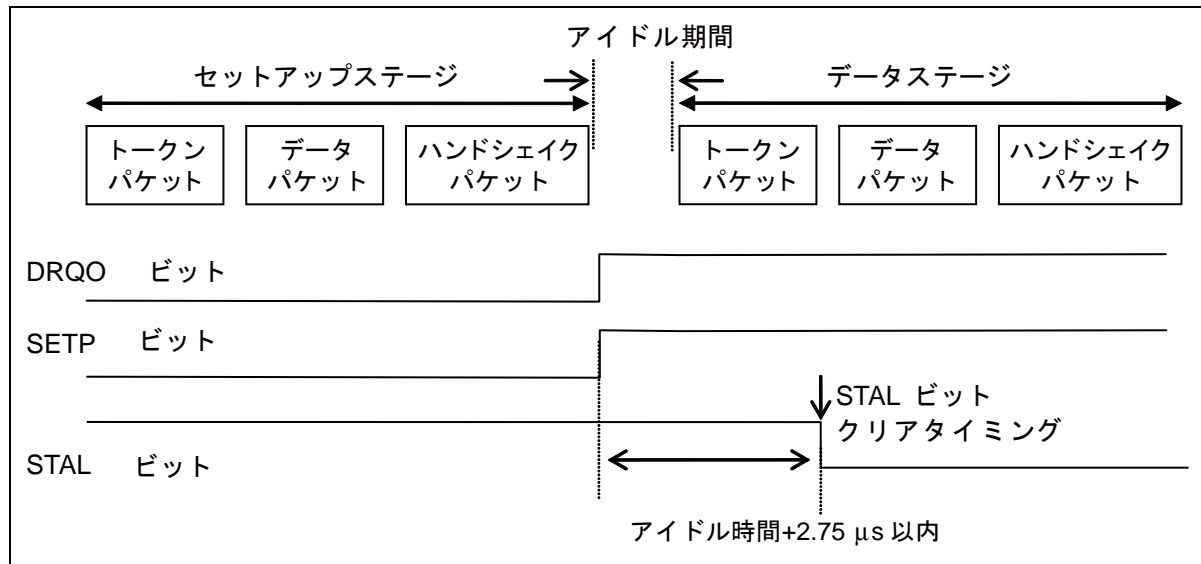 アイドル期間
セットアップステージ
データステージ
トークン
パケット
データ
パケット
ハンドシェイク
パケット
トークン
パケット
データ
パケット
ハンドシェイク
パケット
DRQO ビット
SETP ビット
STAL ビット
クリアタイミング
STAL ビット
アイドル時間+2.75 μs 以内